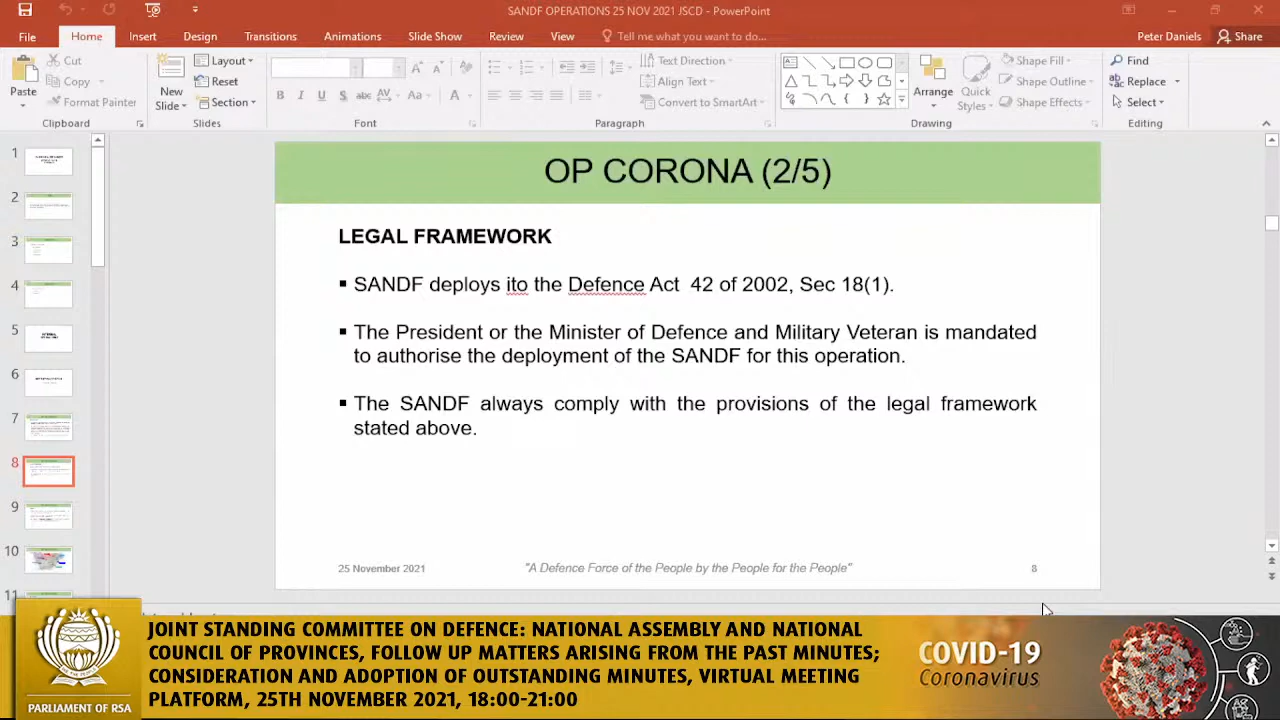 SANDF OPERATIONS 25 NOV 2021 JSCD - PowerPoint
File Home Insert Design Transitions Animations Slide Show Review View Tell me what you want to do... Peter Daniels Share
Paste
Cut
Copy
Format Painter
Clipboard
New
Slide
Layout
Reset
Section
Slides
B I U S abc AV Aa A
Font
Text Direction
Align Text
Convert to SmartArt
Paragraph
Arrange
Quick
Styles
Shape Fill
Shape Outline
Shape Effects
Drawing
Find
Replace
Select
Editing
1
2
3
4
5
6
7
8
9
10
11
OP CORONA (2/5)
LEGAL FRAMEWORK
▪ SANDF deploys ito the Defence Act 42 of 2002, Sec 18(1).
▪ The President or the Minister of Defence and Military Veteran is mandated
to authorise the deployment of the SANDF for this operation.
▪ The SANDF always comply with the provisions of the legal framework
stated above.
25 November 2021 "A Defence Force of the People by the People for the People" 8
PARLIAMENT OF RSA
JOINT STANDING COMMITTEE ON DEFENCE: NATIONAL ASSEMBLY AND NATIONAL
COUNCIL OF PROVINCES, FOLLOW UP MATTERS ARISING FROM THE PAST MINUTES;
CONSIDERATION AND ADOPTION OF OUTSTANDING MINUTES, VIRTUAL MEETING
PLATFORM, 25TH NOVEMBER 2021, 18:00-21:00
COVID-19
Coronavirus